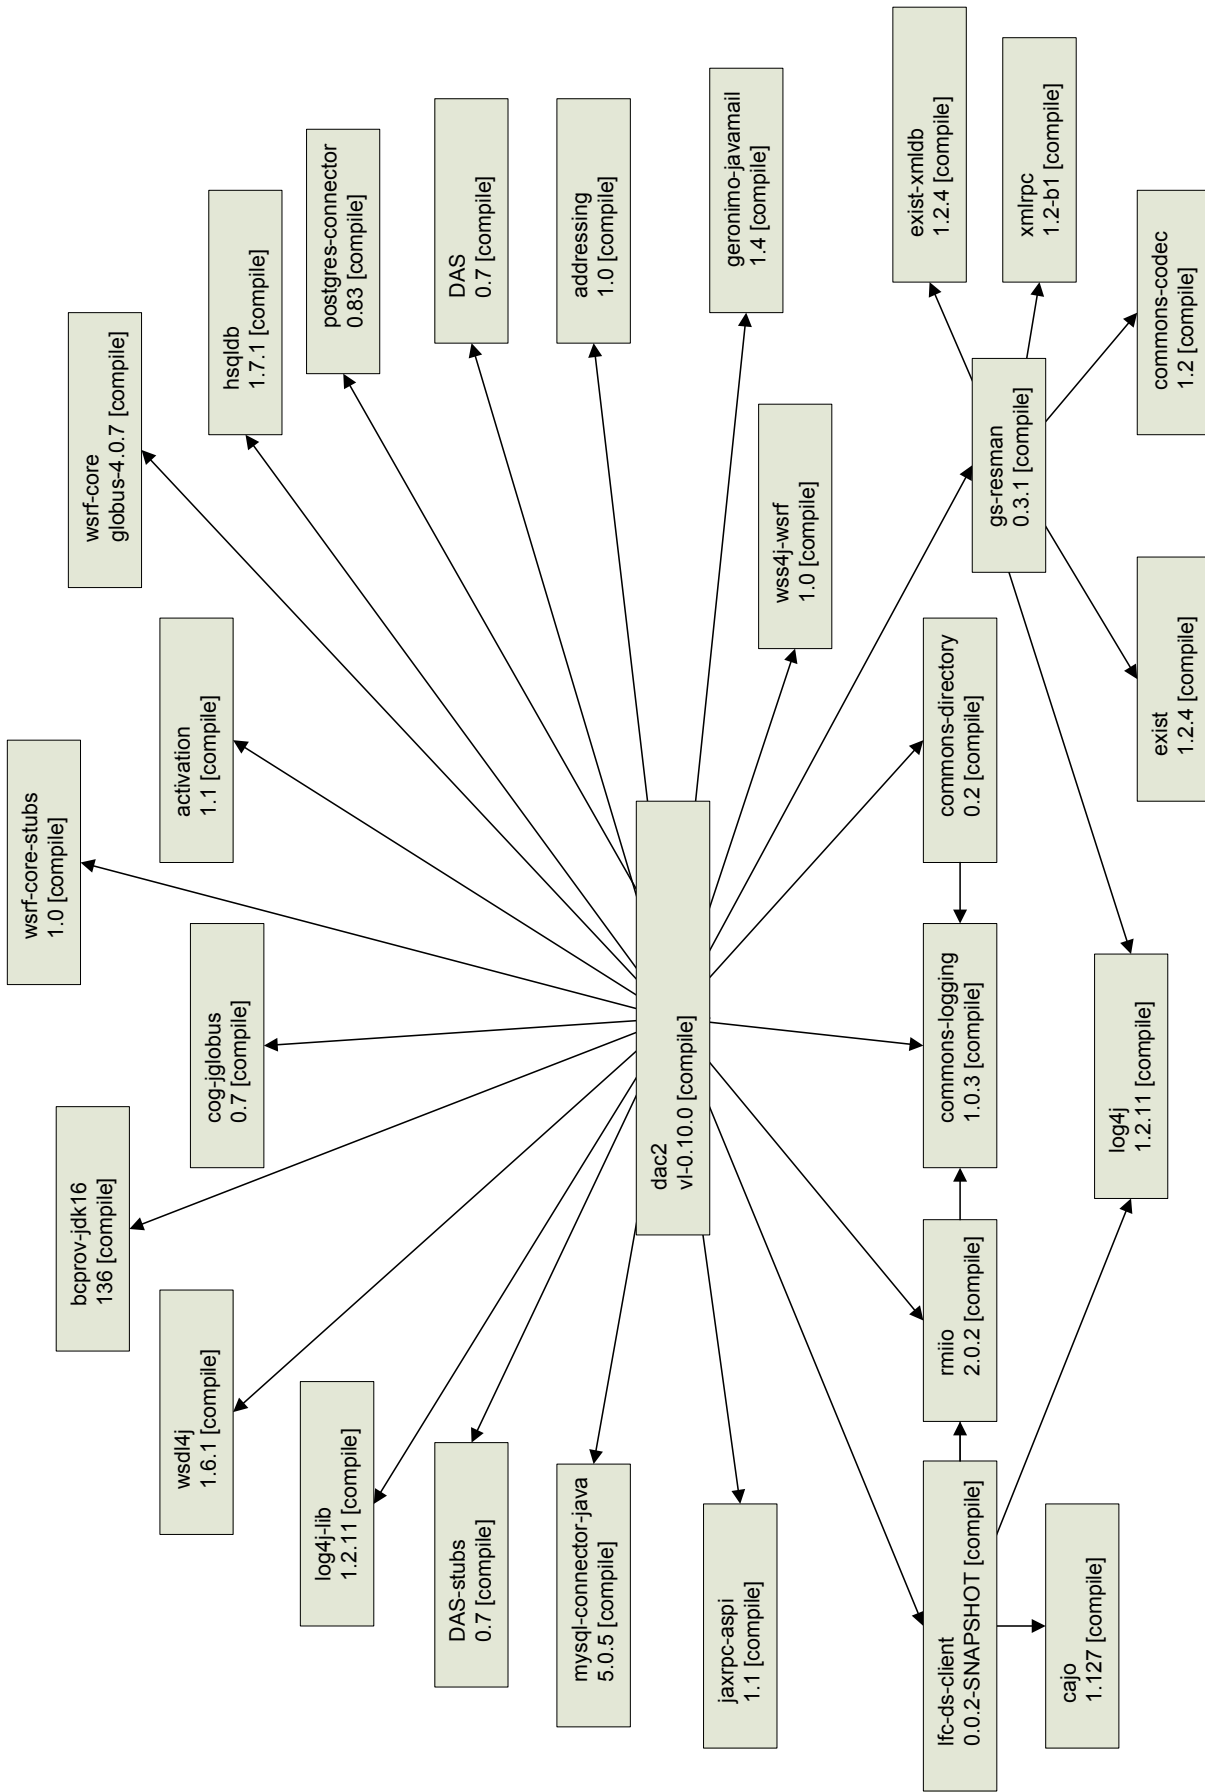 wsrf-core-stubs
1.0 [compile]
bcprov-jdk16
136 [compile]
wsrf-core
globus-4.0.7 [compile]
wsdl4j
1.6.1 [compile]
activation
1.1 [compile]
cog-jglobus
0.7 [compile]
hsqldb
1.7.1 [compile]
log4j-lib
1.2.11 [compile]
postgres-connector
0.83 [compile]
DAS-stubs
0.7 [compile]
DAS
0.7 [compile]
mysql-connector-java
5.0.5 [compile]
addressing
1.0 [compile]
dac2
vl-0.10.0 [compile]
jaxrpc-aspi
1.1 [compile]
geronimo-javamail
1.4 [compile]
wss4j-wsrf
1.0 [compile]
lfc-ds-client
0.0.2-SNAPSHOT [compile]
rmiio
2.0.2 [compile]
commons-logging
1.0.3 [compile]
commons-directory
0.2 [compile]
gs-resman
0.3.1 [compile]
exist-xmldb
1.2.4 [compile]
xmlrpc
1.2-b1 [compile]
cajo
1.127 [compile]
log4j
1.2.11 [compile]
exist
1.2.4 [compile]
commons-codec
1.2 [compile]